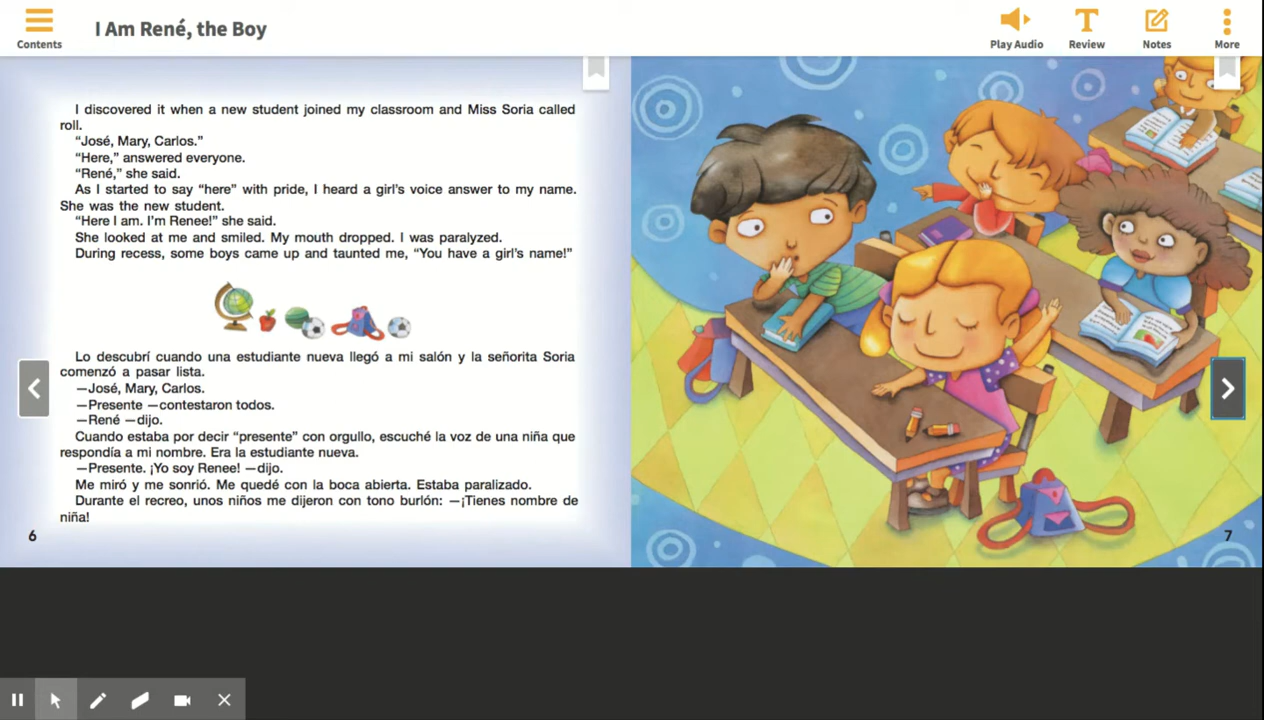 Contents
I Am René, the Boy
Play Audio
Review
Notes
More
I discovered it when a new student joined my classroom and Miss Soria called
roll.
“José, Mary, Carlos.”
“Here,” answered everyone.
“René,” she said.
As I started to say “here” with pride, I heard a girl’s voice answer to my name.
She was the new student.
“Here I am. I’m Renee!” she said.
She looked at me and smiled. My mouth dropped. I was paralyzed.
During recess, some boys came up and taunted me, “You have a girl’s name!”
Lo descubrí cuando una estudiante nueva llegó a mi salón y la señorita Soria
comenzó a pasar lista.
—José, Mary, Carlos.
—Presente —contestaron todos.
—René —dijo.
Cuando estaba por decir “presente” con orgullo, escuché la voz de una niña que
respondía a mi nombre. Era la estudiante nueva.
—Presente. ¡Yo soy Renee! —dijo.
Me miró y me sonrió. Me quedé con la boca abierta. Estaba paralizado.
Durante el recreo, unos niños me dijeron con tono burlón: —¡Tienes nombre de
niña!
6
7